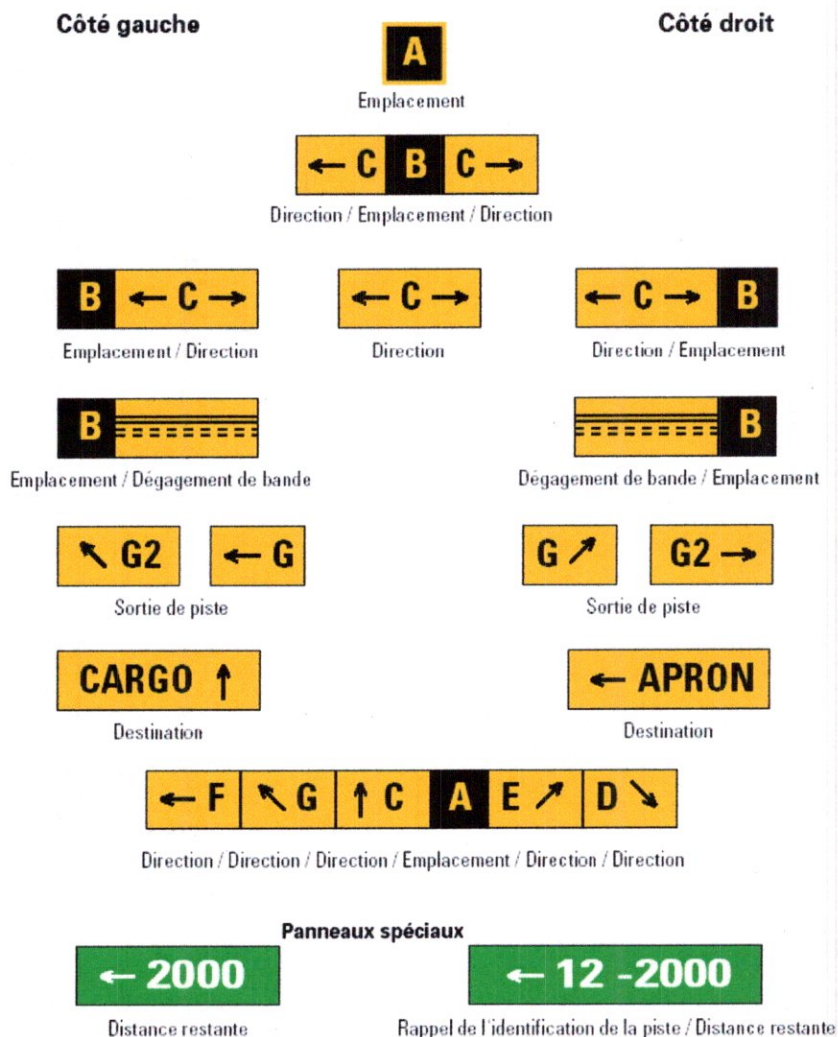 Côté gauche Côté droit
A
Emplacement
← C B C →
Direction / Emplacement / Direction
B ← C → ← C → ← C → B
Emplacement / Direction Direction Direction / Emplacement
B B
Emplacement / Dégagement de bande Dégagement de bande / Emplacement
↖ G2 ← G G ↗ G2 →
Sortie de piste Sortie de piste
CARGO ↑ ← APRON
Destination Destination
← F ↖ G ↑ C A E ↗ D ↘
Direction / Direction / Direction / Emplacement / Direction / Direction
Panneaux spéciaux
← 2000 ← 12 -2000
Distance restante Rappel de l'identification de la piste / Distance restante